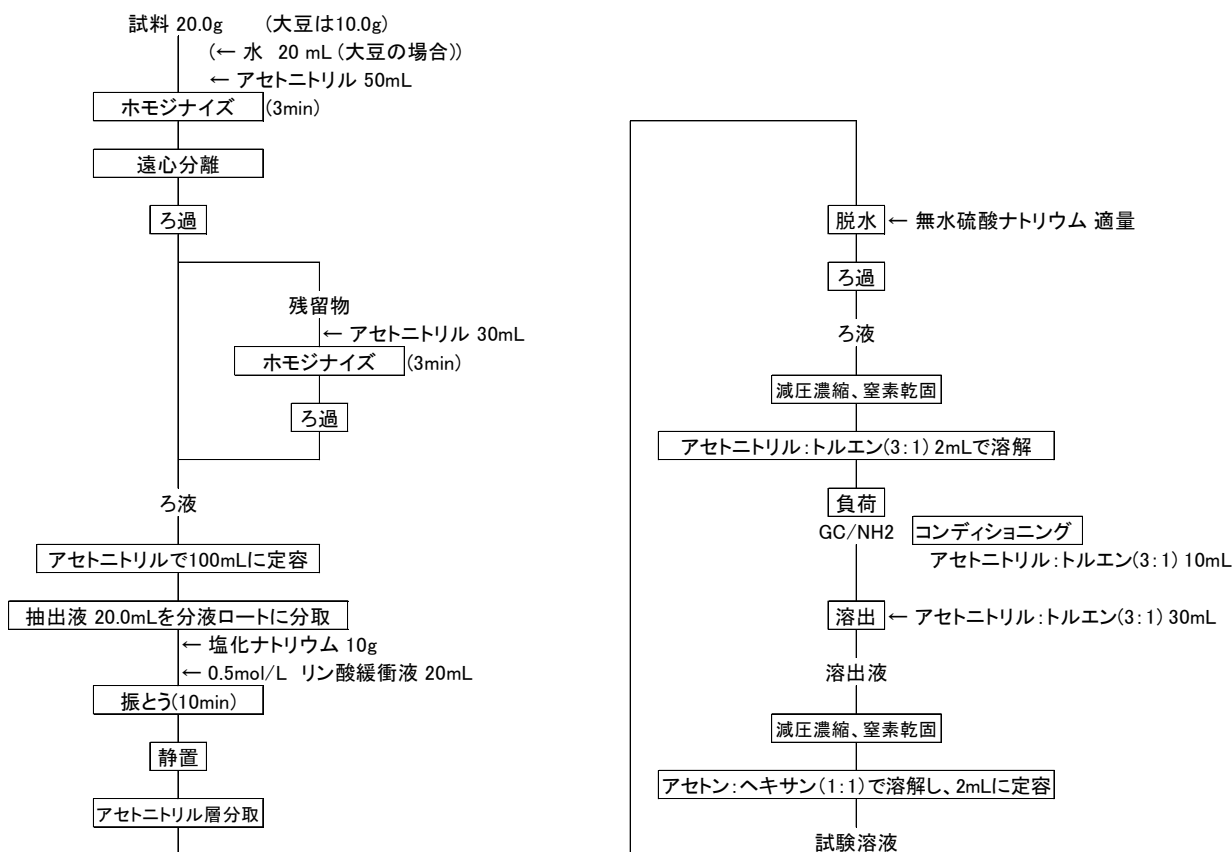 試料 20.0g (大豆は10.0g)
(← 水 20 mL (大豆の場合))
← アセトニトリル 50mL
ホモジナイズ (3min)
遠心分離
ろ過
残留物
← アセトニトリル 30mL
ホモジナイズ (3min)
ろ過
ろ液
アセトニトリルで100mLに定容
抽出液 20.0mLを分液ロートに分取
← 塩化ナトリウム 10g
← 0.5mol/L リン酸緩衝液 20mL
振とう(10min)
静置
アセトニトリル層分取
脱水 ← 無水硫酸ナトリウム 適量
ろ過
ろ液
減圧濃縮、窒素乾固
アセトニトリル:トルエン(3:1) 2mLで溶解
負荷
GC/NH2 コンディショニング
アセトニトリル:トルエン(3:1) 10mL
溶出 ← アセトニトリル:トルエン(3:1) 30mL
溶出液
減圧濃縮、窒素乾固
アセトン:ヘキサン(1:1)で溶解し、2mLに定容
試験溶液